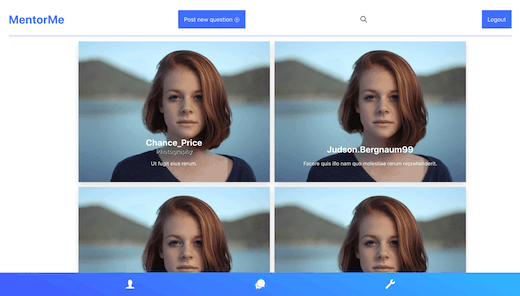 MentorMe
Post new question
Logout
Chance_Price
Photography
Ut fugit eius rerum.
Judson.Bergnaum99
Facere quis illo nam quo molestiae rerum reprehenderit.